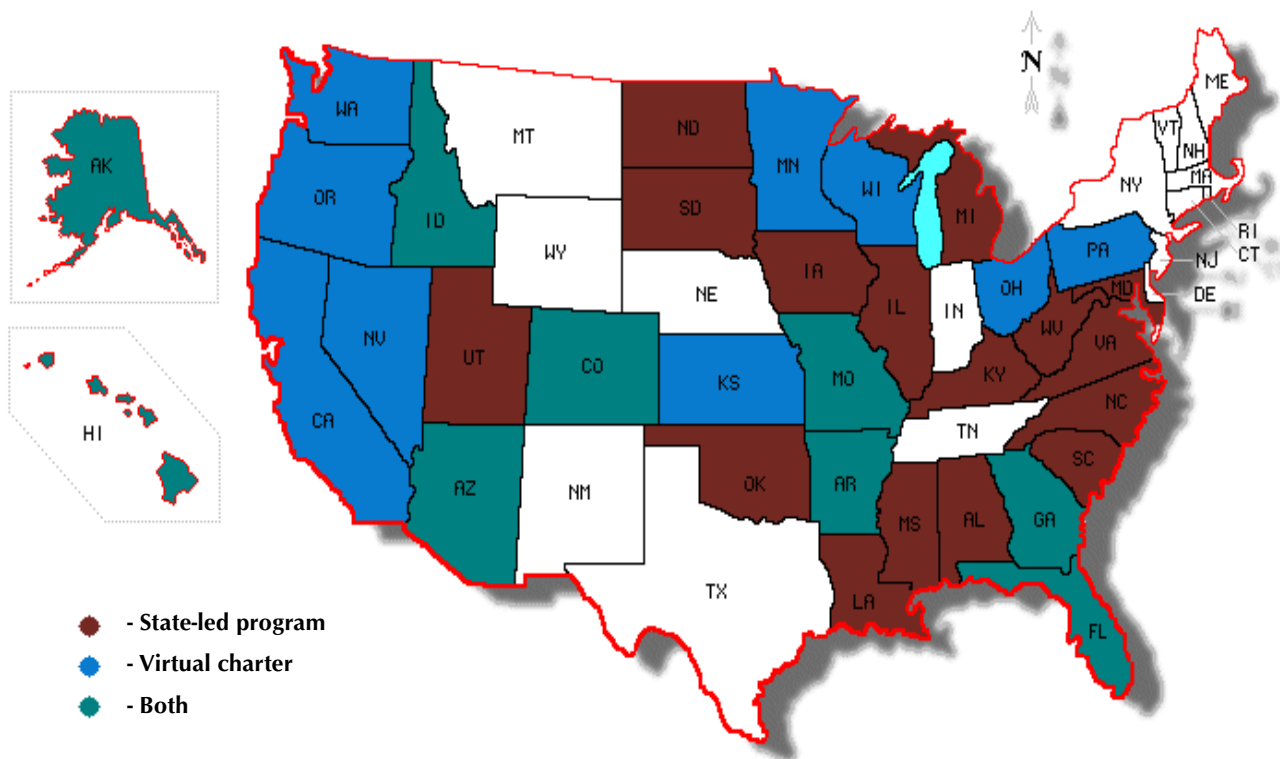 N
ME
WA
MT
ND
VT
NH
AK
MN
MA
NY
WI
OR
SD
MI
ID
RI
WY
PA
CT
NJ
IA
OH
MD
NE
DE
IL
IN
WV
NV
VA
UT
CO
KY
MO
KS
NC
CA
TN
HI
SC
AZ
OK
AR
NM
GA
MS
AL
TX
LA
FL
- State-led program
- Virtual charter
- Both